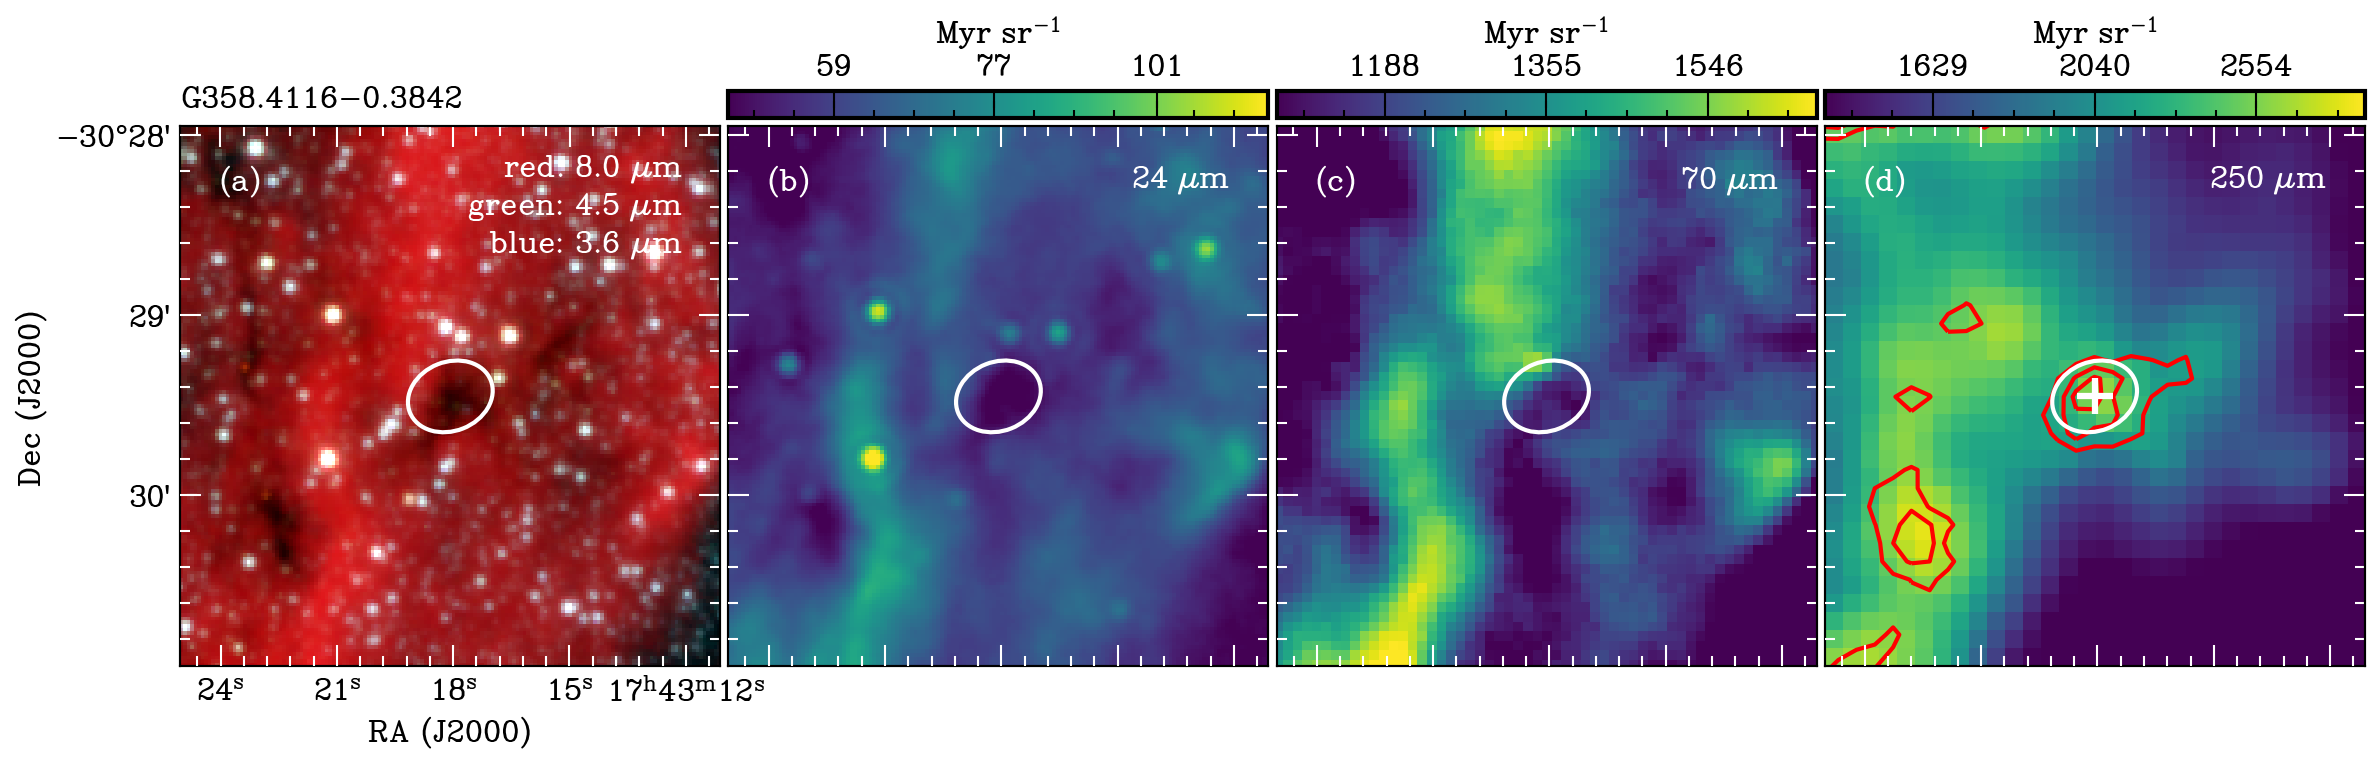 Myr sr⁻¹ Myr sr⁻¹ Myr sr⁻¹
59 77 101 1188 1355 1546 1629 2040 2554
G358.4116−0.3842
(a) red: 8.0 μm
green: 4.5 μm
blue: 3.6 μm
(b) 24 μm
(c) 70 μm
(d) 250 μm
−30°28'
29'
30'
Dec (J2000)
24ˢ 21ˢ 18ˢ 15ˢ 17ʰ43ᵐ12ˢ
RA (J2000)